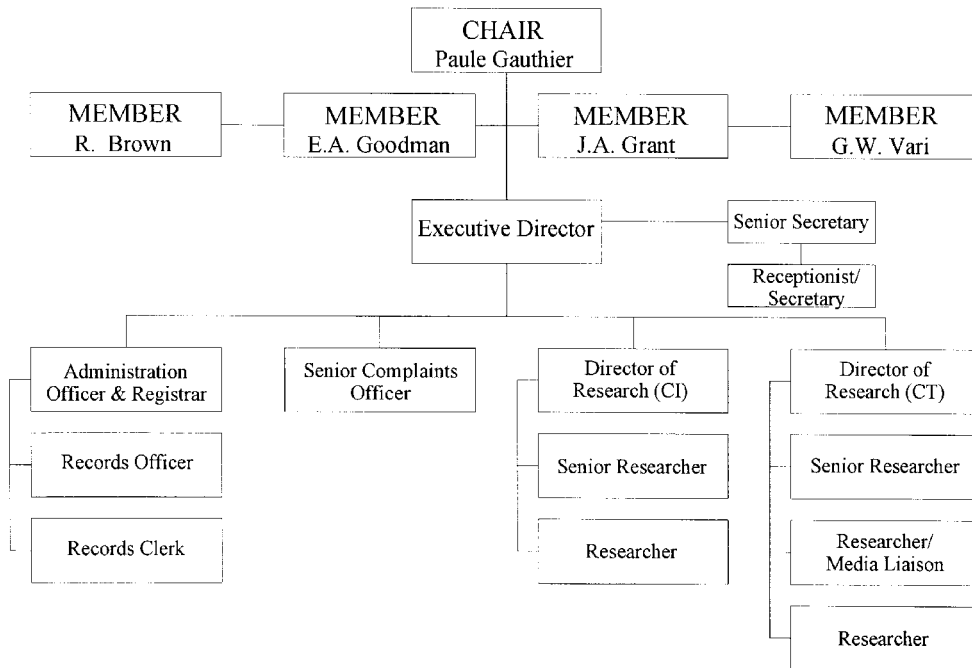 CHAIR
Paule Gauthier
MEMBER
R. Brown
MEMBER
E.A. Goodman
MEMBER
J.A. Grant
MEMBER
G.W. Vari
Executive Director
Senior Secretary
Receptionist/
Secretary
Administration
Officer & Registrar
Senior Complaints
Officer
Director of
Research (CI)
Director of
Research (CT)
Records Officer
Senior Researcher
Senior Researcher
Records Clerk
Researcher
Researcher/
Media Liaison
Researcher